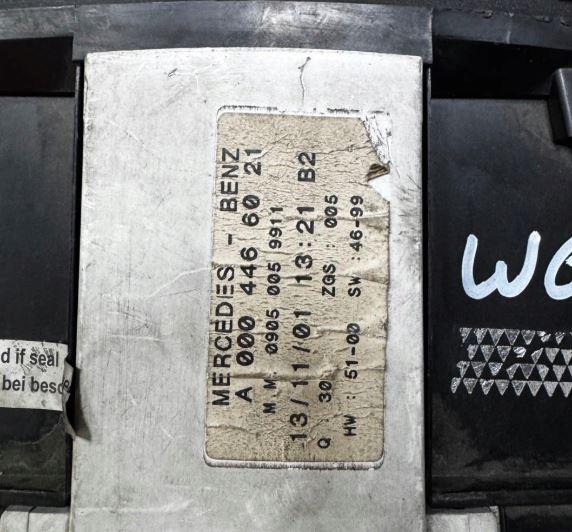 MERCEDES - BENZ
A 000 446 60 21
M.M 0905 005 9911
13/11/01 13:21 B2
Q : 30 ZGS : 005
HW : 51-00 SW : 46-99
d if seal
bei besc
WO